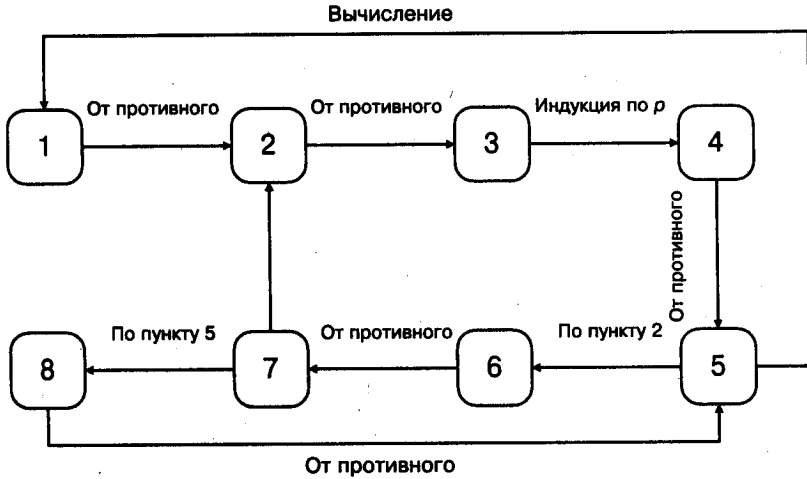 Вычисление
От противного
От противного
Индукция по p
1
2
3
4
От противного
По пункту 5
От противного
По пункту 2
8
7
6
5
От противного